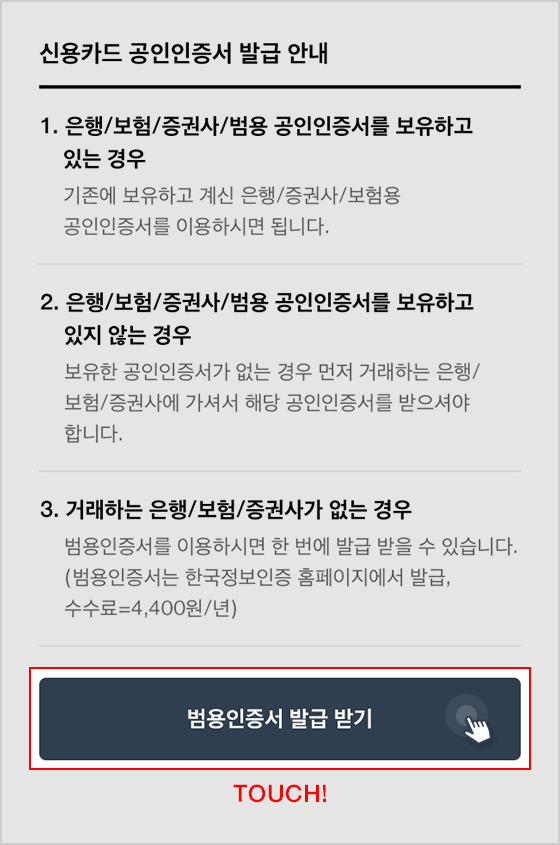 신용카드 공인인증서 발급 안내
1. 은행/보험/증권사/범용 공인인증서를 보유하고
있는 경우
기존에 보유하고 계신 은행/증권사/보험용
공인인증서를 이용하시면 됩니다.
2. 은행/보험/증권사/범용 공인인증서를 보유하고
있지 않는 경우
보유한 공인인증서가 없는 경우 먼저 거래하는 은행/
보험/증권사에 가셔서 해당 공인인증서를 받으셔야
합니다.
3. 거래하는 은행/보험/증권사가 없는 경우
범용인증서를 이용하시면 한 번에 발급 받을 수 있습니다.
(범용인증서는 한국정보인증 홈페이지에서 발급,
수수료=4,400원/년)
범용인증서 발급 받기
TOUCH!